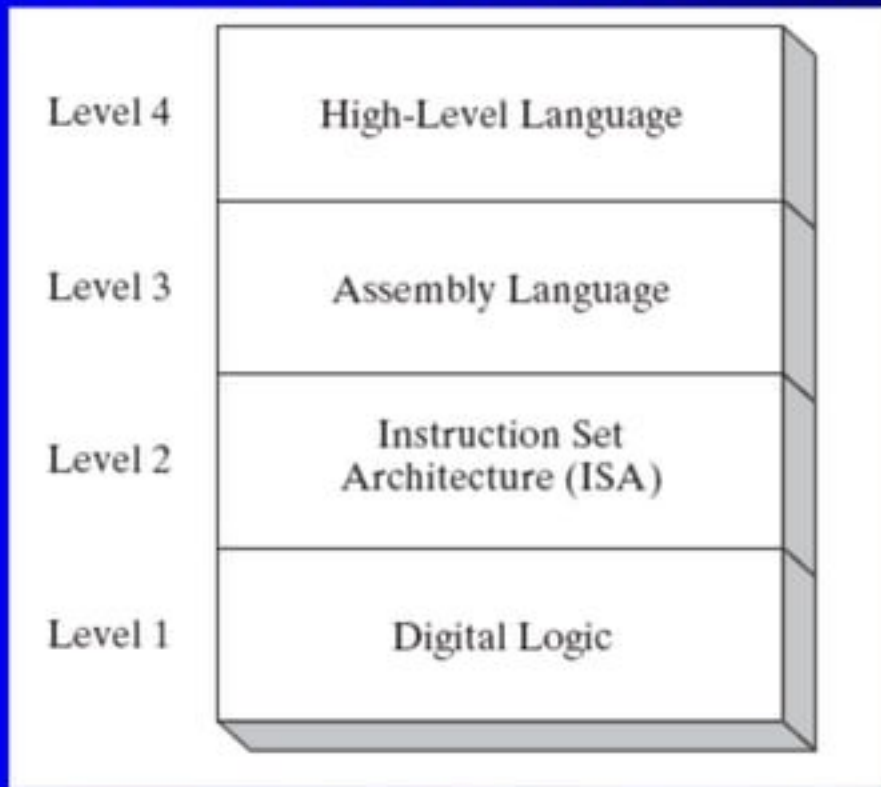 Level 4
High-Level Language
Level 3
Assembly Language
Level 2
Instruction Set
Architecture (ISA)
Level 1
Digital Logic